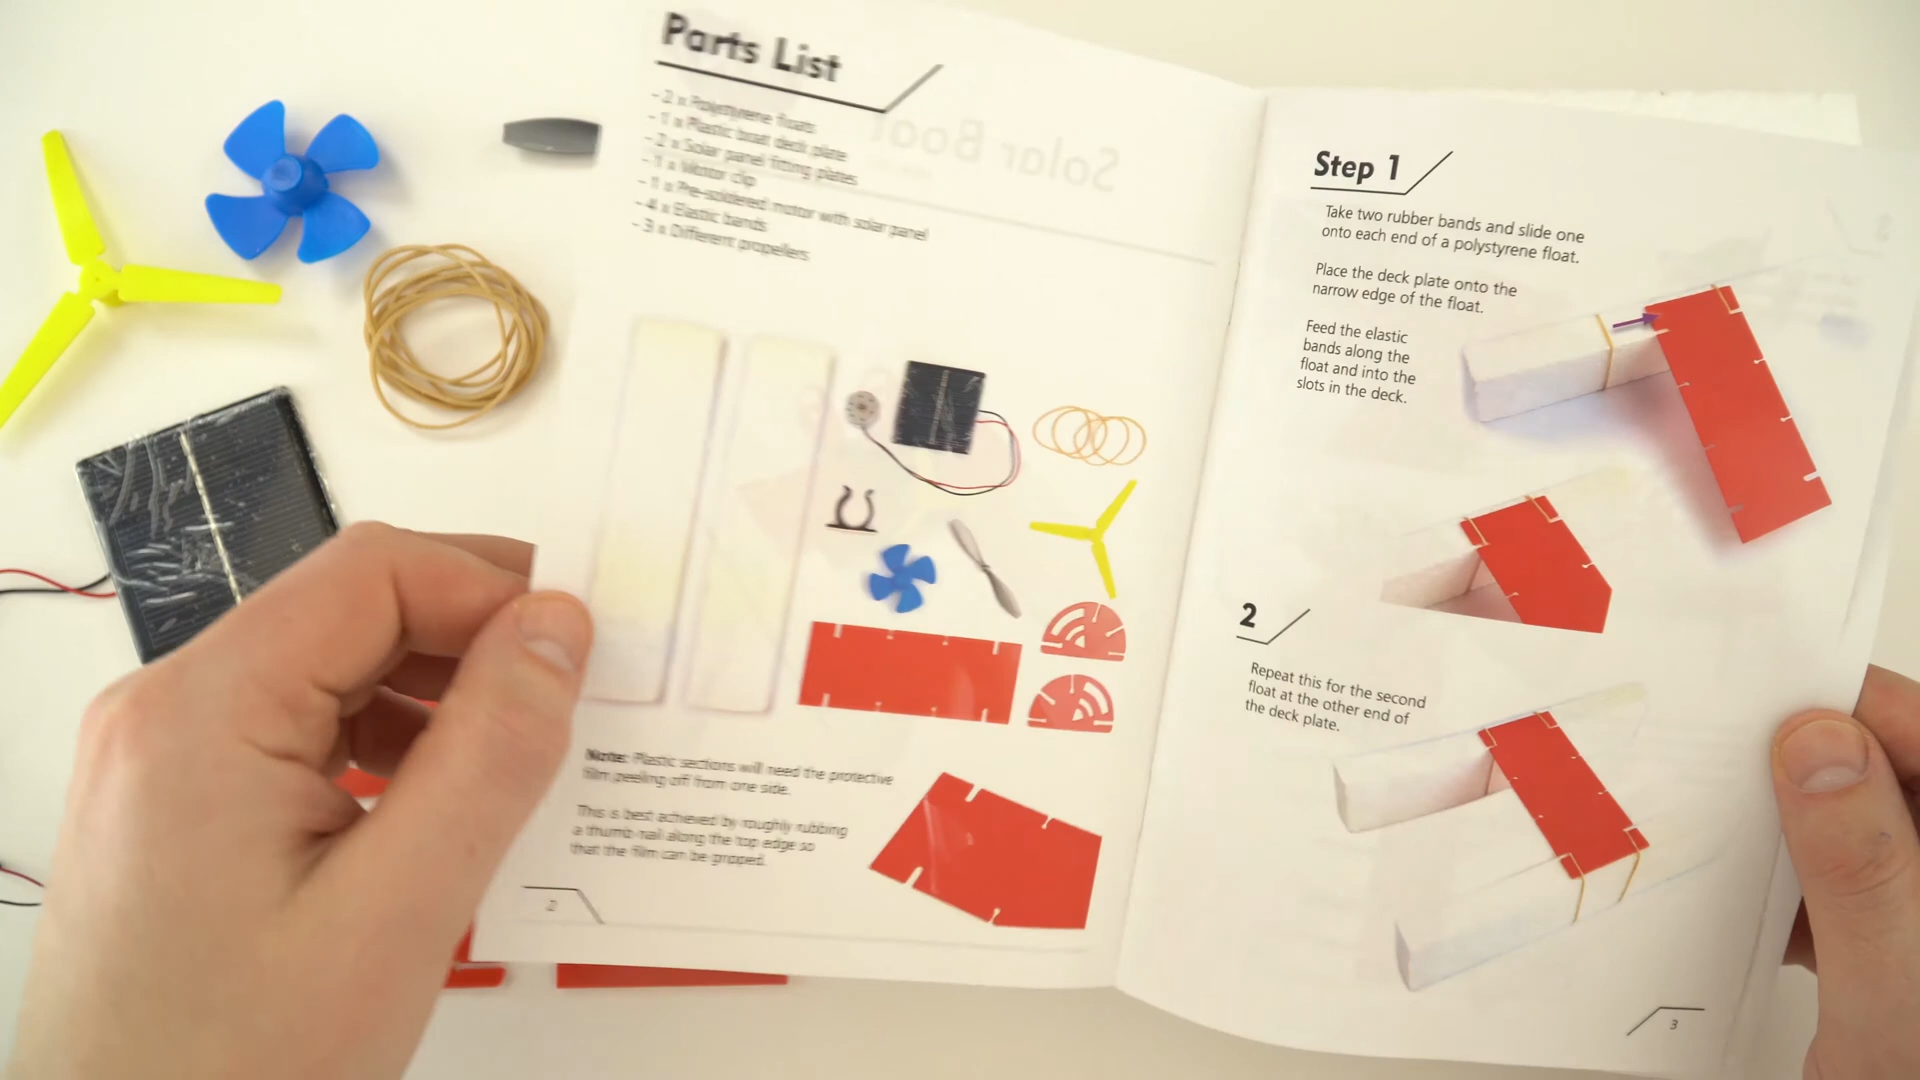 Parts List
- 2 x Polystyrene floats
- 1 x Plastic boat deck plate
- 2 x Solar panel fitting plates
- 1 x Motor clip
- 1 x Pre-soldered motor with solar panel
- 4 x Elastic bands
- 3 x Different propellers
Solar Boat
Note: Plastic sections will need the protective
film peeling off from one side.
This is best achieved by roughly rubbing
a thumb nail along the top edge so
that the film can be gripped.
2
Step 1
Take two rubber bands and slide one
onto each end of a polystyrene float.
Place the deck plate onto the
narrow edge of the float.
Feed the elastic
bands along the
float and into the
slots in the deck.
2
Repeat this for the second
float at the other end of
the deck plate.
3